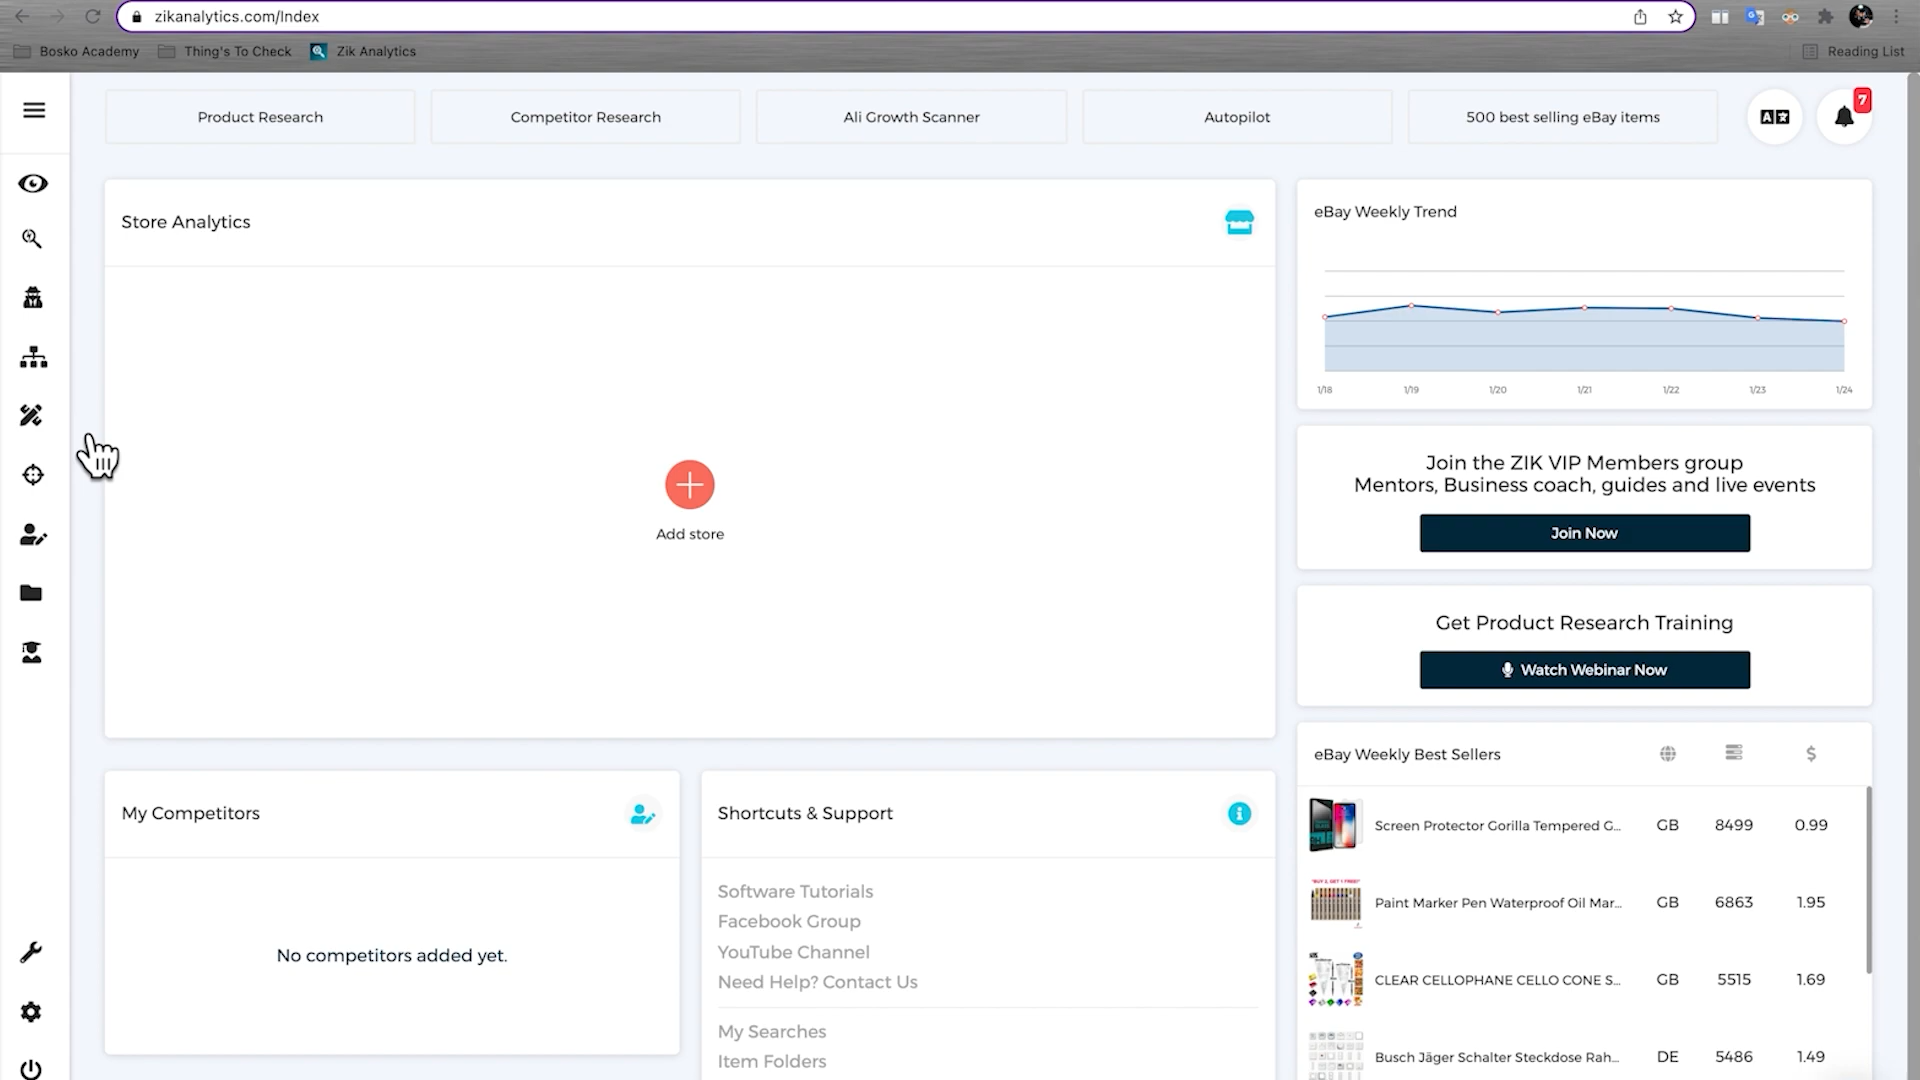 zikanalytics.com/Index
Bosko Academy
Thing's To Check
Zik Analytics
Reading List
Product Research
Competitor Research
Ali Growth Scanner
Autopilot
500 best selling eBay items
7
Store Analytics
Add store
eBay Weekly Trend
1/18 1/19 1/20 1/21 1/22 1/23 1/24
Join the ZIK VIP Members group
Mentors, Business coach, guides and live events
Join Now
Get Product Research Training
Watch Webinar Now
My Competitors
No competitors added yet.
Shortcuts & Support
Software Tutorials
Facebook Group
YouTube Channel
Need Help? Contact Us
My Searches
Item Folders
eBay Weekly Best Sellers $
Screen Protector Gorilla Tempered G... GB 8499 0.99
Paint Marker Pen Waterproof Oil Mar... GB 6863 1.95
CLEAR CELLOPHANE CELLO CONE S... GB 5515 1.69
Busch Jäger Schalter Steckdose Rah... DE 5486 1.49